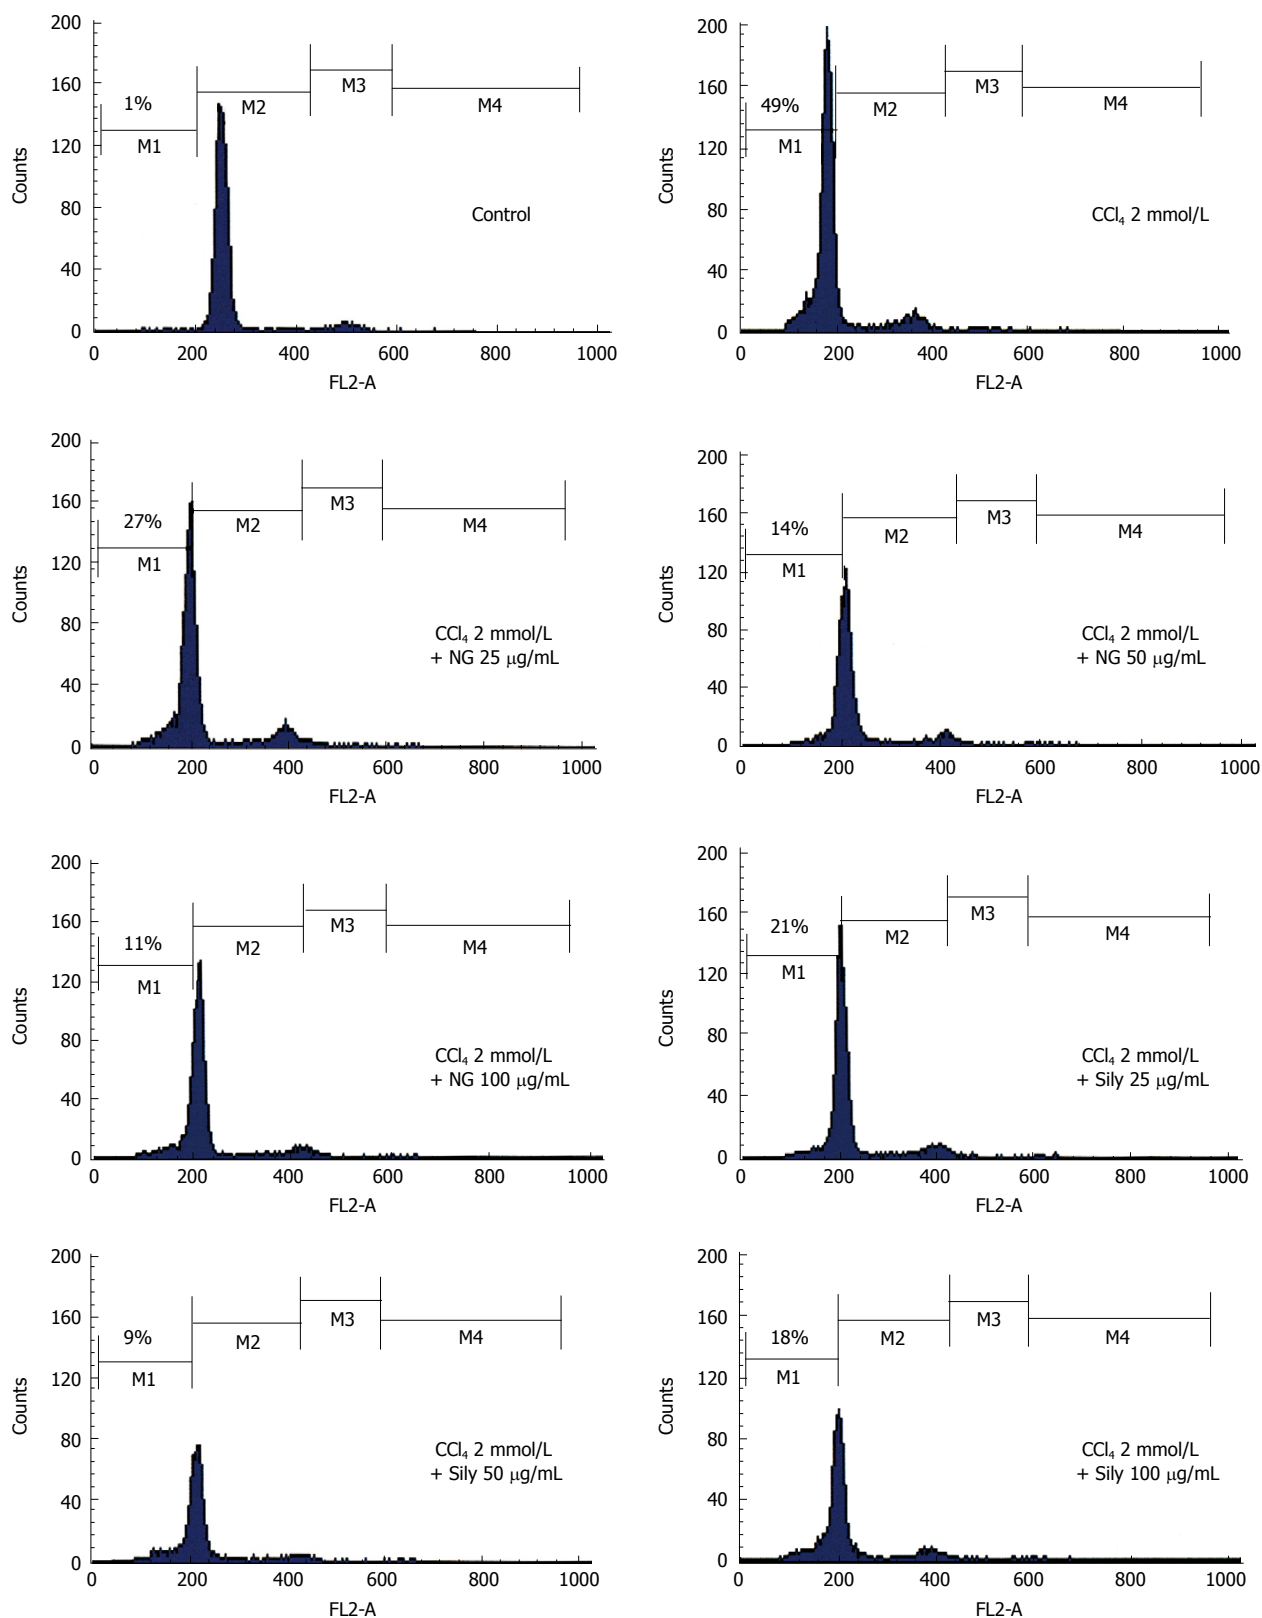 200
160
120
80
40
0
Counts
1%
M1
M2
M3
M4
Control
0 200 400 600 800 1000
FL2-A
200
160
120
80
40
0
Counts
49%
M1
M2
M3
M4
CCl₄ 2 mmol/L
0 200 400 600 800 1000
FL2-A
200
160
120
80
40
0
Counts
27%
M1
M2
M3
M4
CCl₄ 2 mmol/L
+ NG 25 μg/mL
0 200 400 600 800 1000
FL2-A
200
160
120
80
40
0
Counts
14%
M1
M2
M3
M4
CCl₄ 2 mmol/L
+ NG 50 μg/mL
0 200 400 600 800 1000
FL2-A
200
160
120
80
40
0
Counts
11%
M1
M2
M3
M4
CCl₄ 2 mmol/L
+ NG 100 μg/mL
0 200 400 600 800 1000
FL2-A
200
160
120
80
40
0
Counts
21%
M1
M2
M3
M4
CCl₄ 2 mmol/L
+ Sily 25 μg/mL
0 200 400 600 800 1000
FL2-A
200
160
120
80
40
0
Counts
9%
M1
M2
M3
M4
CCl₄ 2 mmol/L
+ Sily 50 μg/mL
0 200 400 600 800 1000
FL2-A
200
160
120
80
40
0
Counts
18%
M1
M2
M3
M4
CCl₄ 2 mmol/L
+ Sily 100 μg/mL
0 200 400 600 800 1000
FL2-A